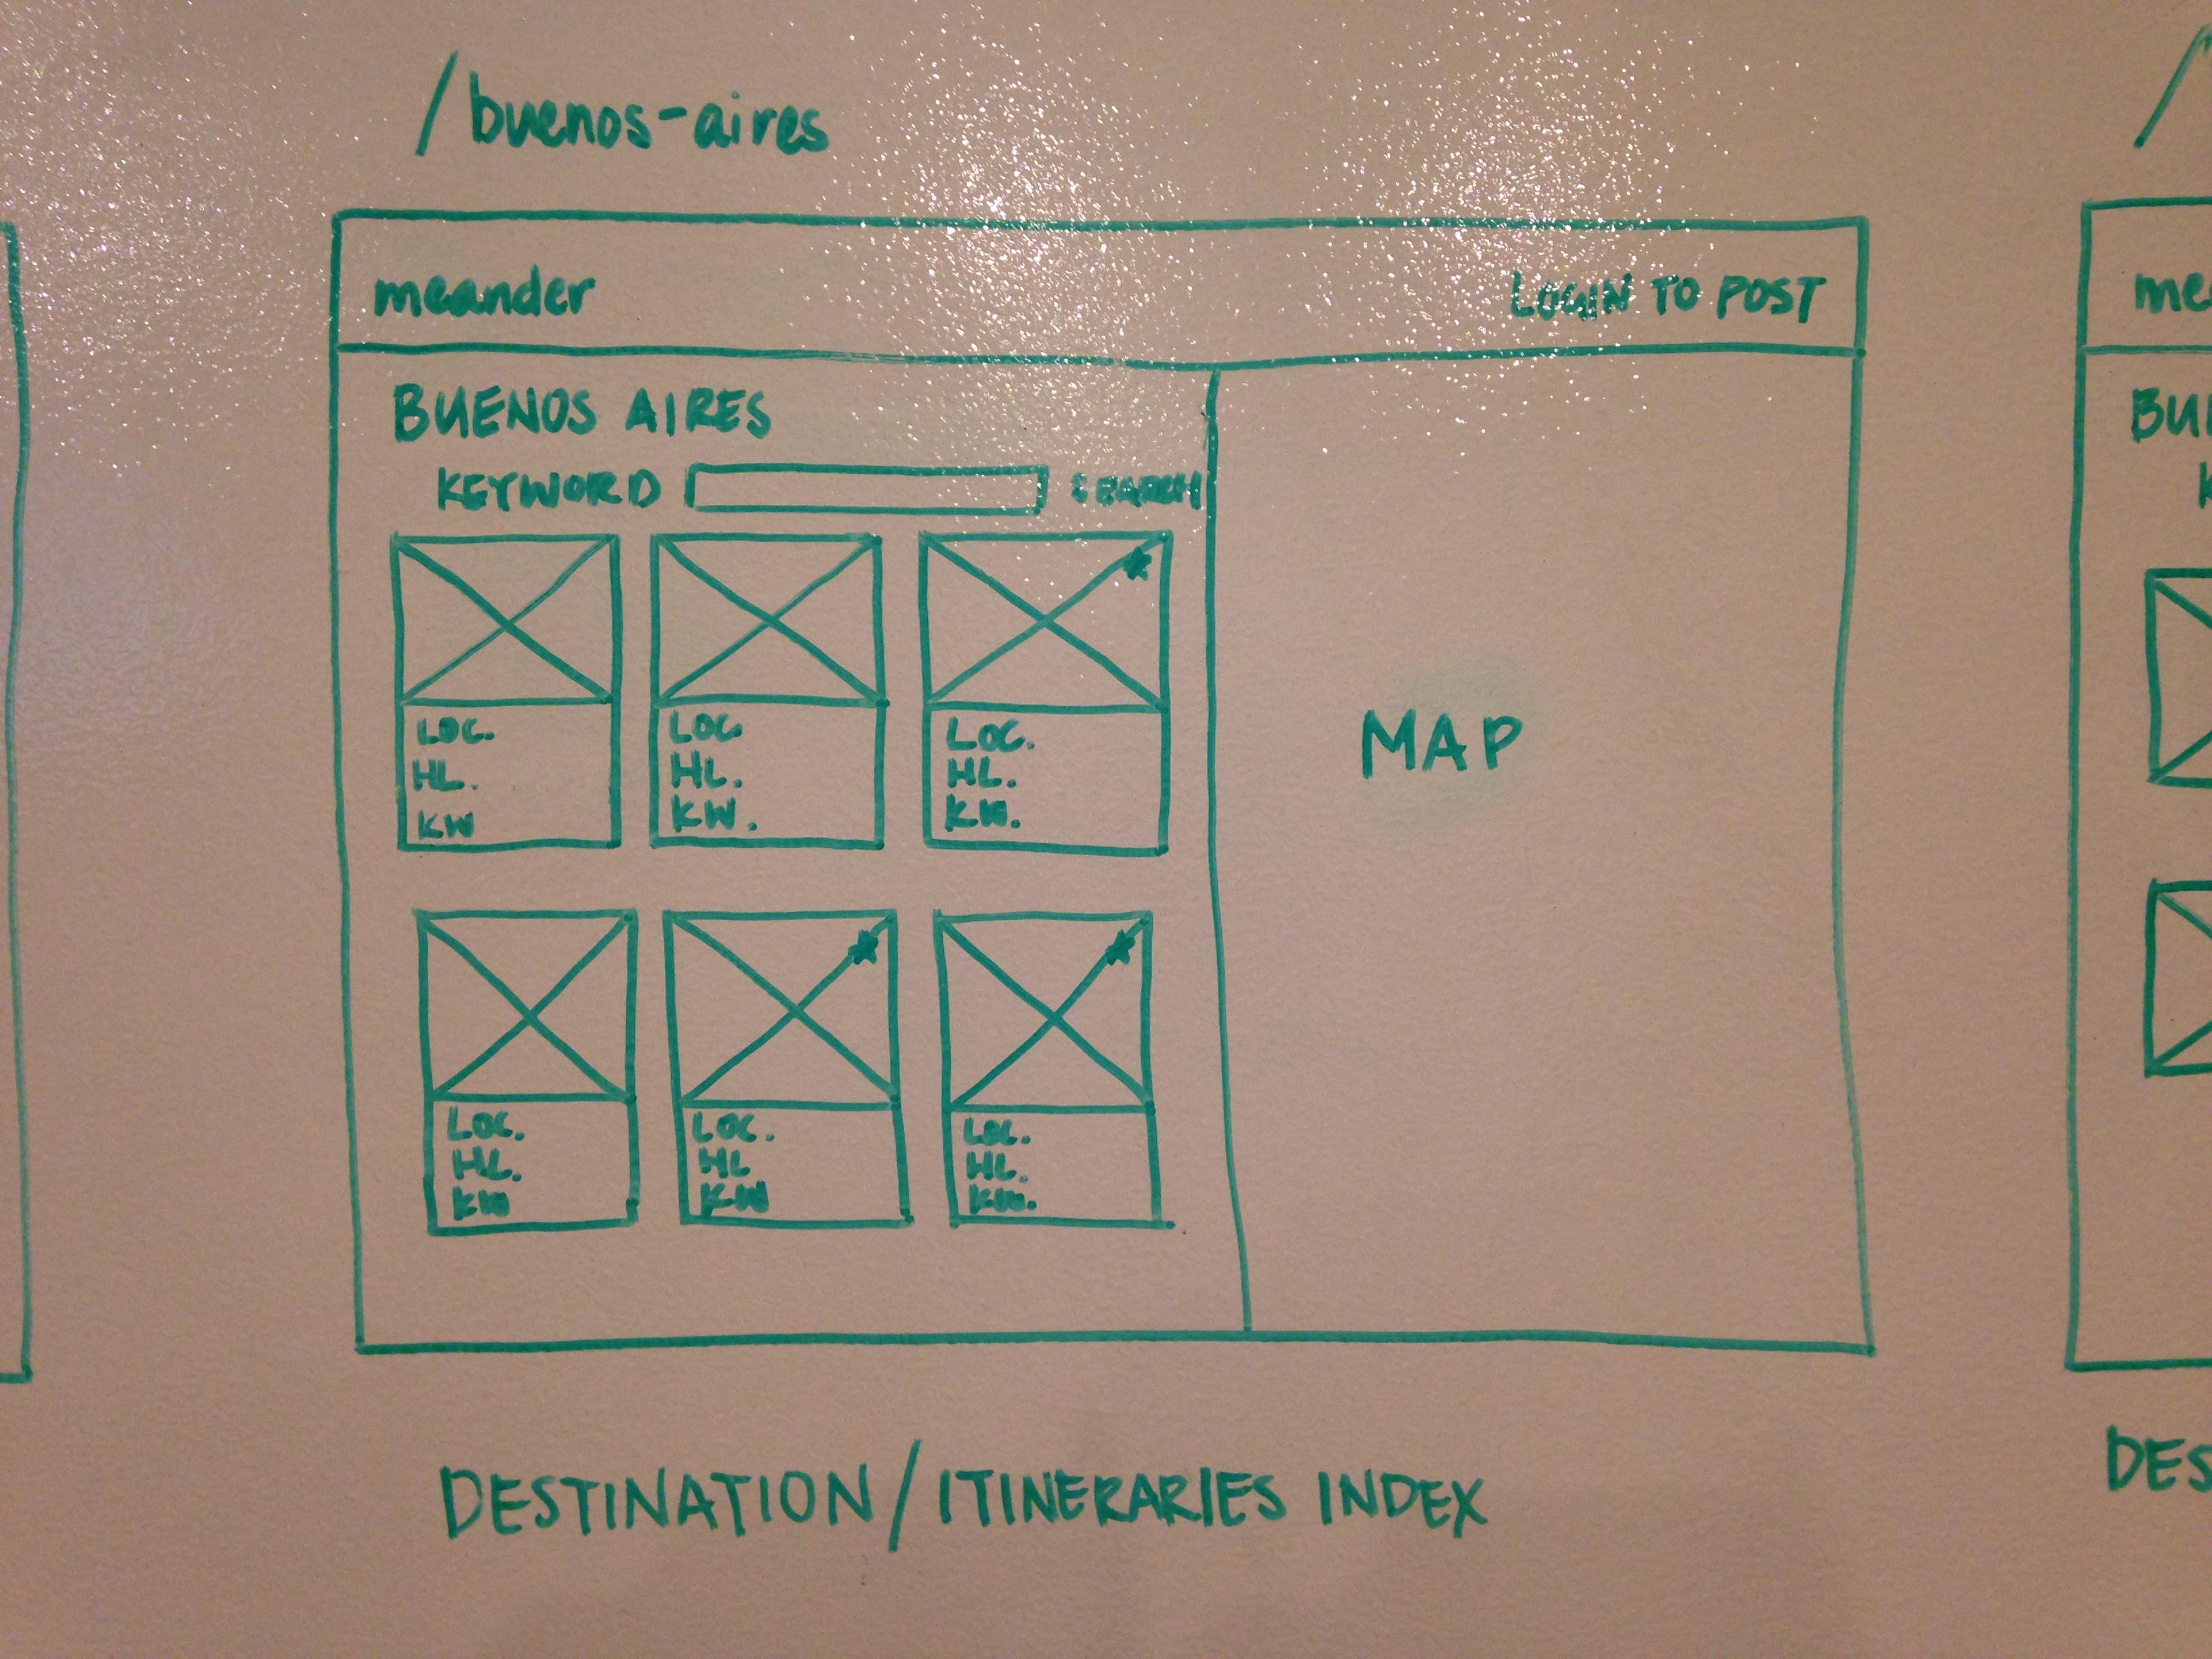 /buenos-aires
meander
LOGIN TO POST
BUENOS AIRES
KEYWORD
SEARCH
LOC.
HL.
KW
LOC
HL.
KW.
LOC.
HL.
KW.
LOC.
HL.
KW
LOC.
HL
KW
LOC.
HL.
KW.
MAP
DESTINATION/ITINERARIES INDEX
me
BU
K
DES